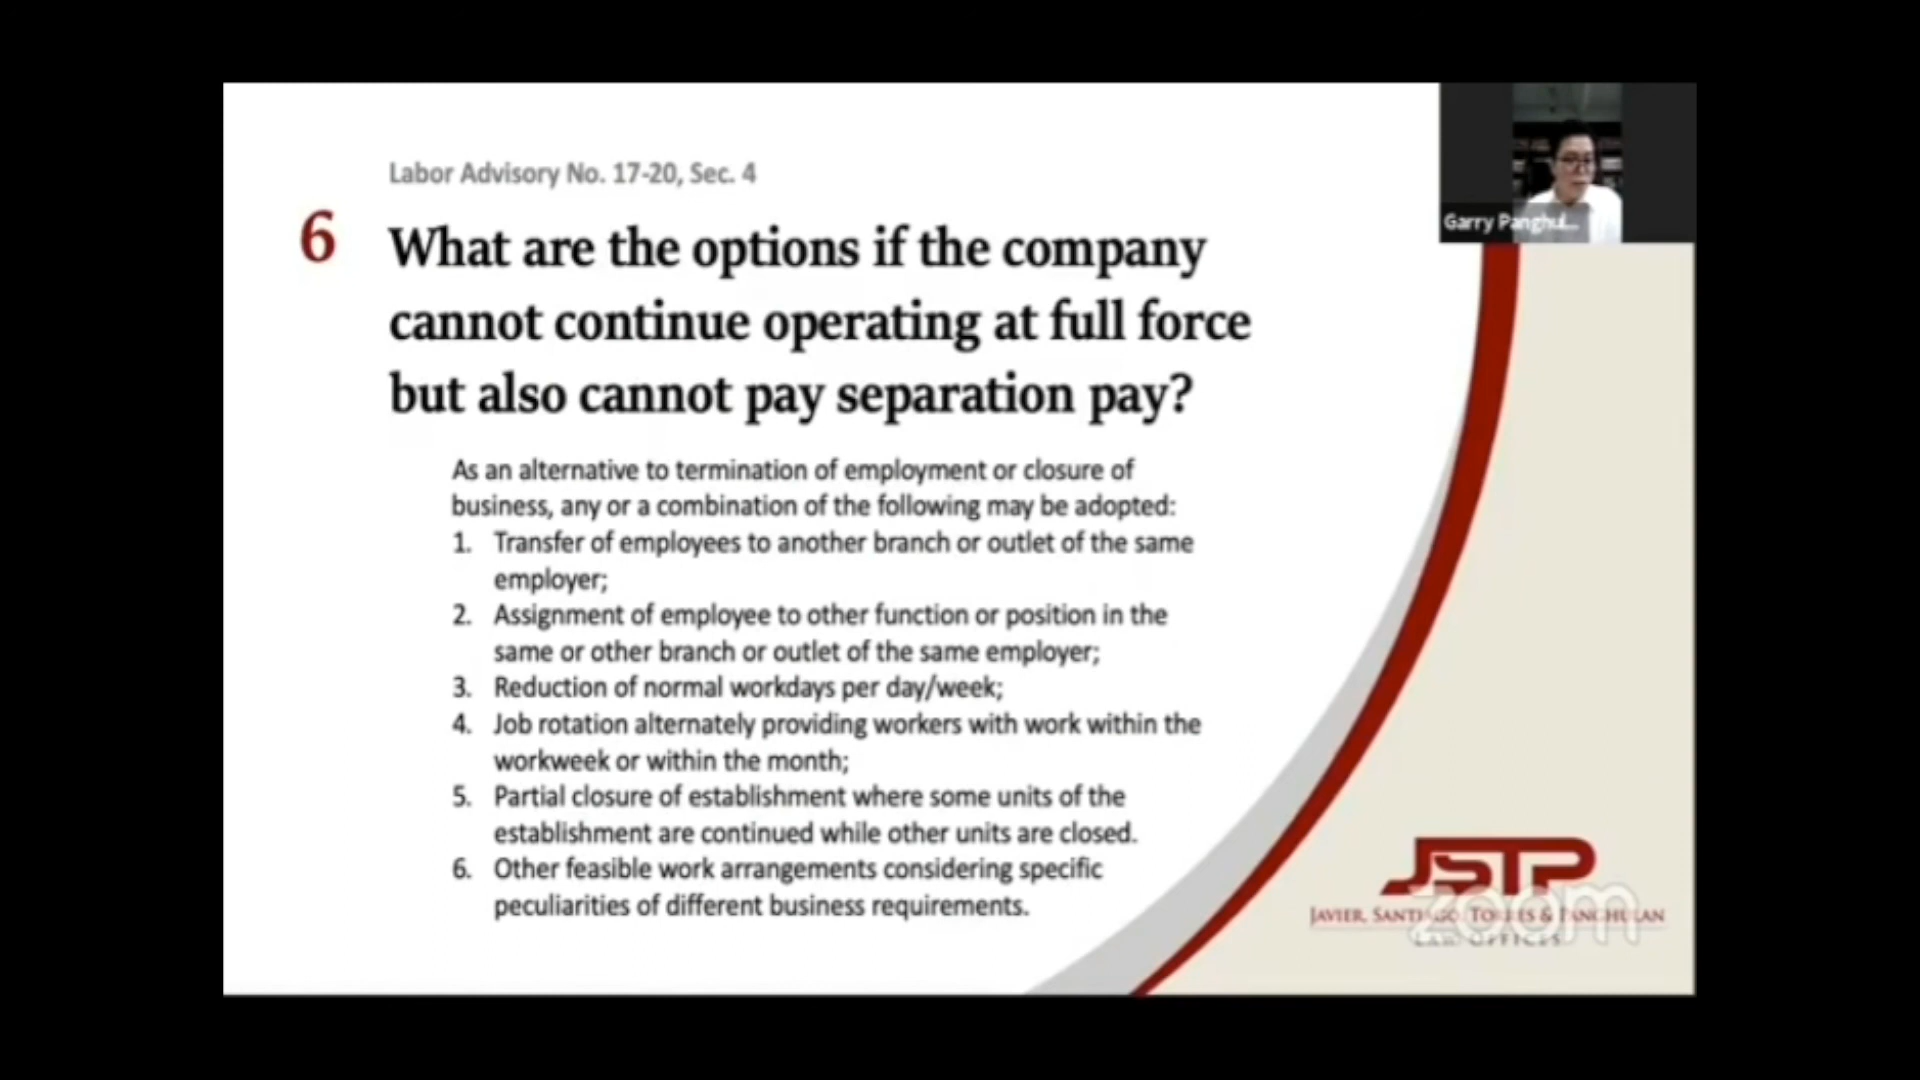 Labor Advisory No. 17-20, Sec. 4
6 What are the options if the company
cannot continue operating at full force
but also cannot pay separation pay?
As an alternative to termination of employment or closure of
business, any or a combination of the following may be adopted:
1. Transfer of employees to another branch or outlet of the same
employer;
2. Assignment of employee to other function or position in the
same or other branch or outlet of the same employer;
3. Reduction of normal workdays per day/week;
4. Job rotation alternately providing workers with work within the
workweek or within the month;
5. Partial closure of establishment where some units of the
establishment are continued while other units are closed.
6. Other feasible work arrangements considering specific
peculiarities of different business requirements.
Garry Panghul...
JSTP
zoom
JAVIER, SANTIAGO, TORRES & PANGHULAN
LAW OFFICES